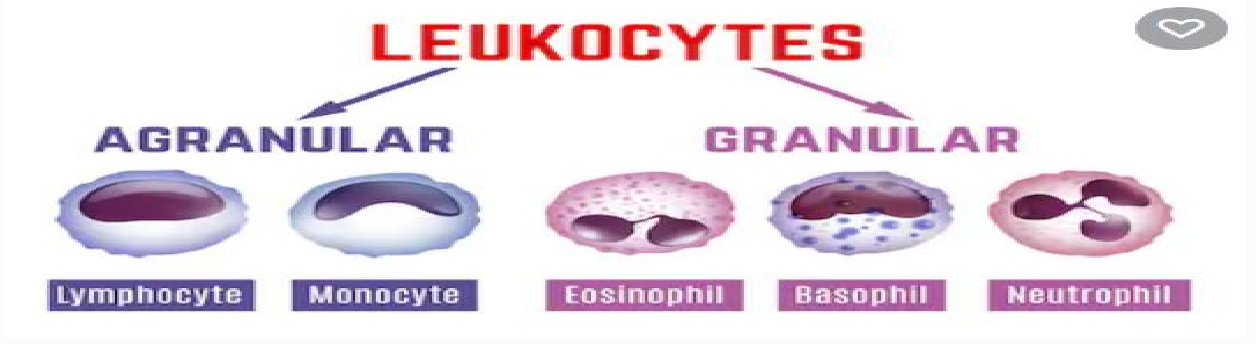 LEUKOCYTES
AGRANULAR GRANULAR
Lymphocyte Monocyte Eosinophil Basophil Neutrophil